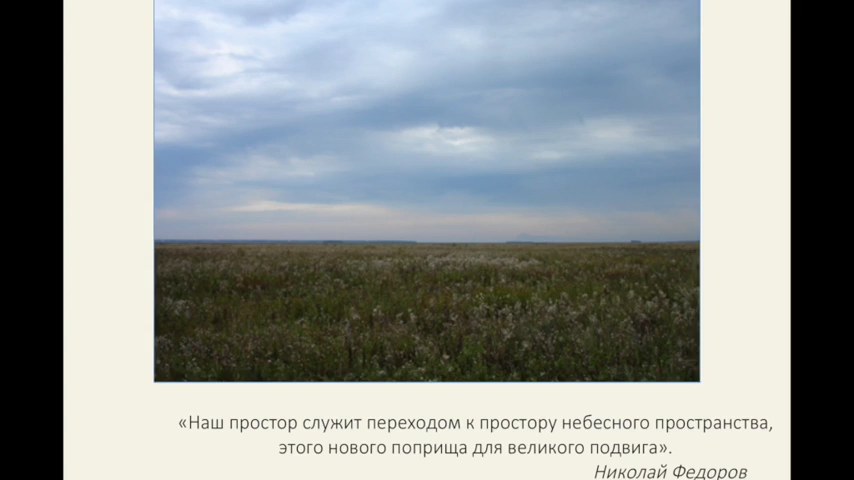 «Наш простор служит переходом к простору небесного пространства,
этого нового поприща для великого подвига».
Николай Федоров